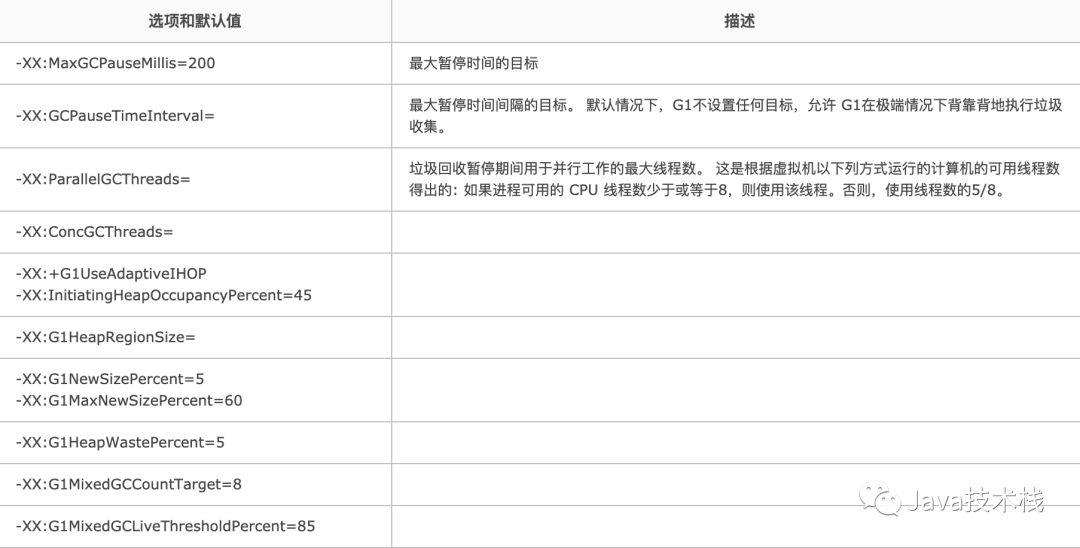 选项和默认值 描述
-XX:MaxGCPauseMillis=200 最大暂停时间的目标
-XX:GCPauseTimeInterval= 最大暂停时间间隔的目标。 默认情况下，G1不设置任何目标，允许 G1在极端情况下背靠背地执行垃圾
收集。
-XX:ParallelGCThreads= 垃圾回收暂停期间用于并行工作的最大线程数。 这是根据虚拟机以下列方式运行的计算机的可用线程数
得出的: 如果进程可用的 CPU 线程数少于或等于8，则使用该线程。否则，使用线程数的5/8。
-XX:ConcGCThreads=
-XX:+G1UseAdaptiveIHOP
-XX:InitiatingHeapOccupancyPercent=45
-XX:G1HeapRegionSize=
-XX:G1NewSizePercent=5
-XX:G1MaxNewSizePercent=60
-XX:G1HeapWastePercent=5
-XX:G1MixedGCCountTarget=8
-XX:G1MixedGCLiveThresholdPercent=85
Java技术栈